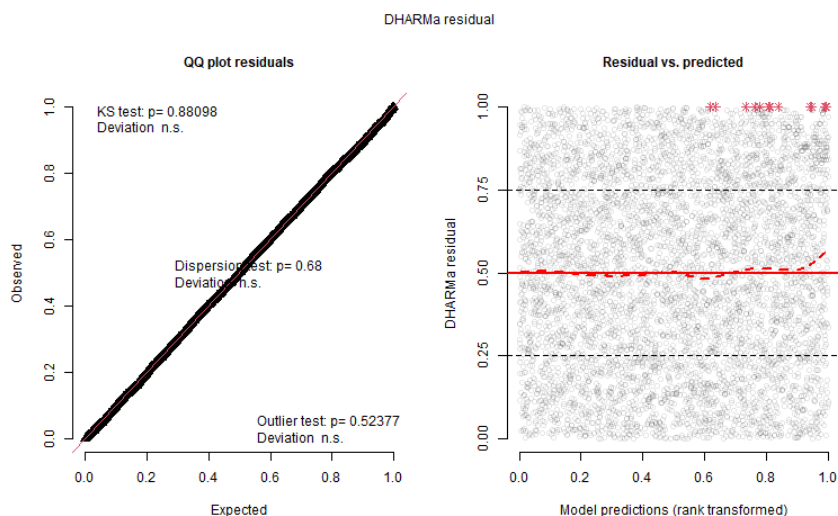 DHARMa residual
QQ plot residuals
KS test: p= 0.88098
Deviation n.s.
Dispersion test: p= 0.68
Deviation n.s.
Outlier test: p= 0.52377
Deviation n.s.
Observed
0.0 0.2 0.4 0.6 0.8 1.0
0.0 0.2 0.4 0.6 0.8 1.0
Expected
Residual vs. predicted
DHARMa residual
0.00 0.25 0.50 0.75 1.00
0.0 0.2 0.4 0.6 0.8 1.0
Model predictions (rank transformed)